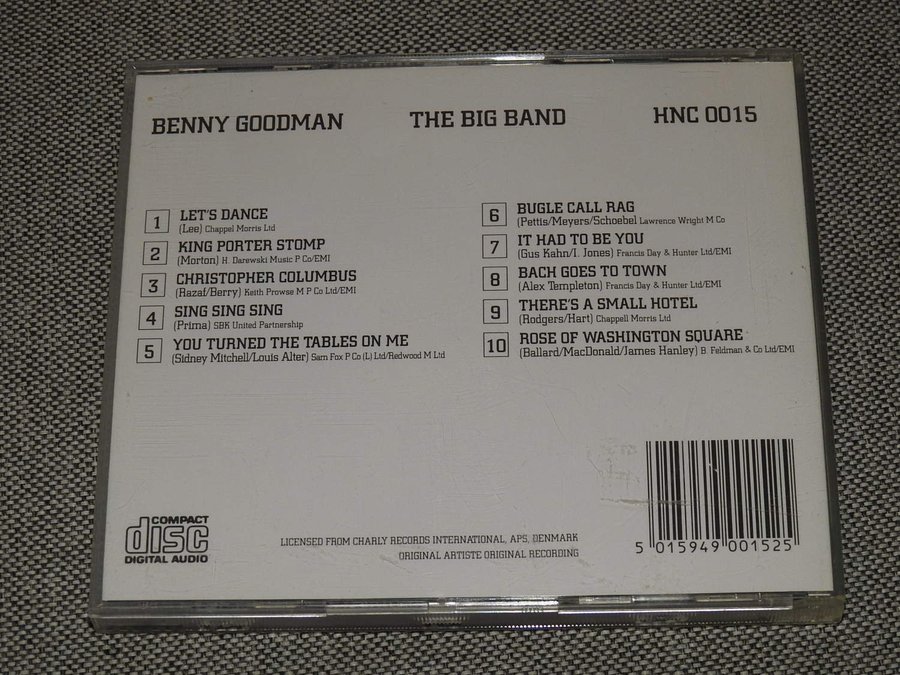 BENNY GOODMAN THE BIG BAND HNC 0015
1 LET'S DANCE
(Lee) Chappel Morris Ltd
2 KING PORTER STOMP
(Morton) H. Darewski Music P Co/EMI
3 CHRISTOPHER COLUMBUS
(Razaf/Berry) Keith Prowse M P Co Ltd/EMI
4 SING SING SING
(Prima) SBK United Partnership
5 YOU TURNED THE TABLES ON ME
(Sidney Mitchell/Louis Alter) Sam Fox P Co (L) Ltd/Redwood M Ltd
6 BUGLE CALL RAG
(Pettis/Meyers/Schoebel Lawrence Wright M Co
7 IT HAD TO BE YOU
(Gus Kahn/I. Jones) Francis Day & Hunter Ltd/EMI
8 BACH GOES TO TOWN
(Alex Templeton) Francis Day & Hunter Ltd/EMI
9 THERE'S A SMALL HOTEL
(Rodgers/Hart) Chappell Morris Ltd
10 ROSE OF WASHINGTON SQUARE
(Ballard/MacDonald/James Hanley) B. Feldman & Co Ltd/EMI
COMPACT
disc
DIGITAL AUDIO
LICENSED FROM CHARLY RECORDS INTERNATIONAL, APS, DENMARK
ORIGINAL ARTISTE ORIGINAL RECORDING
5 015949 001525